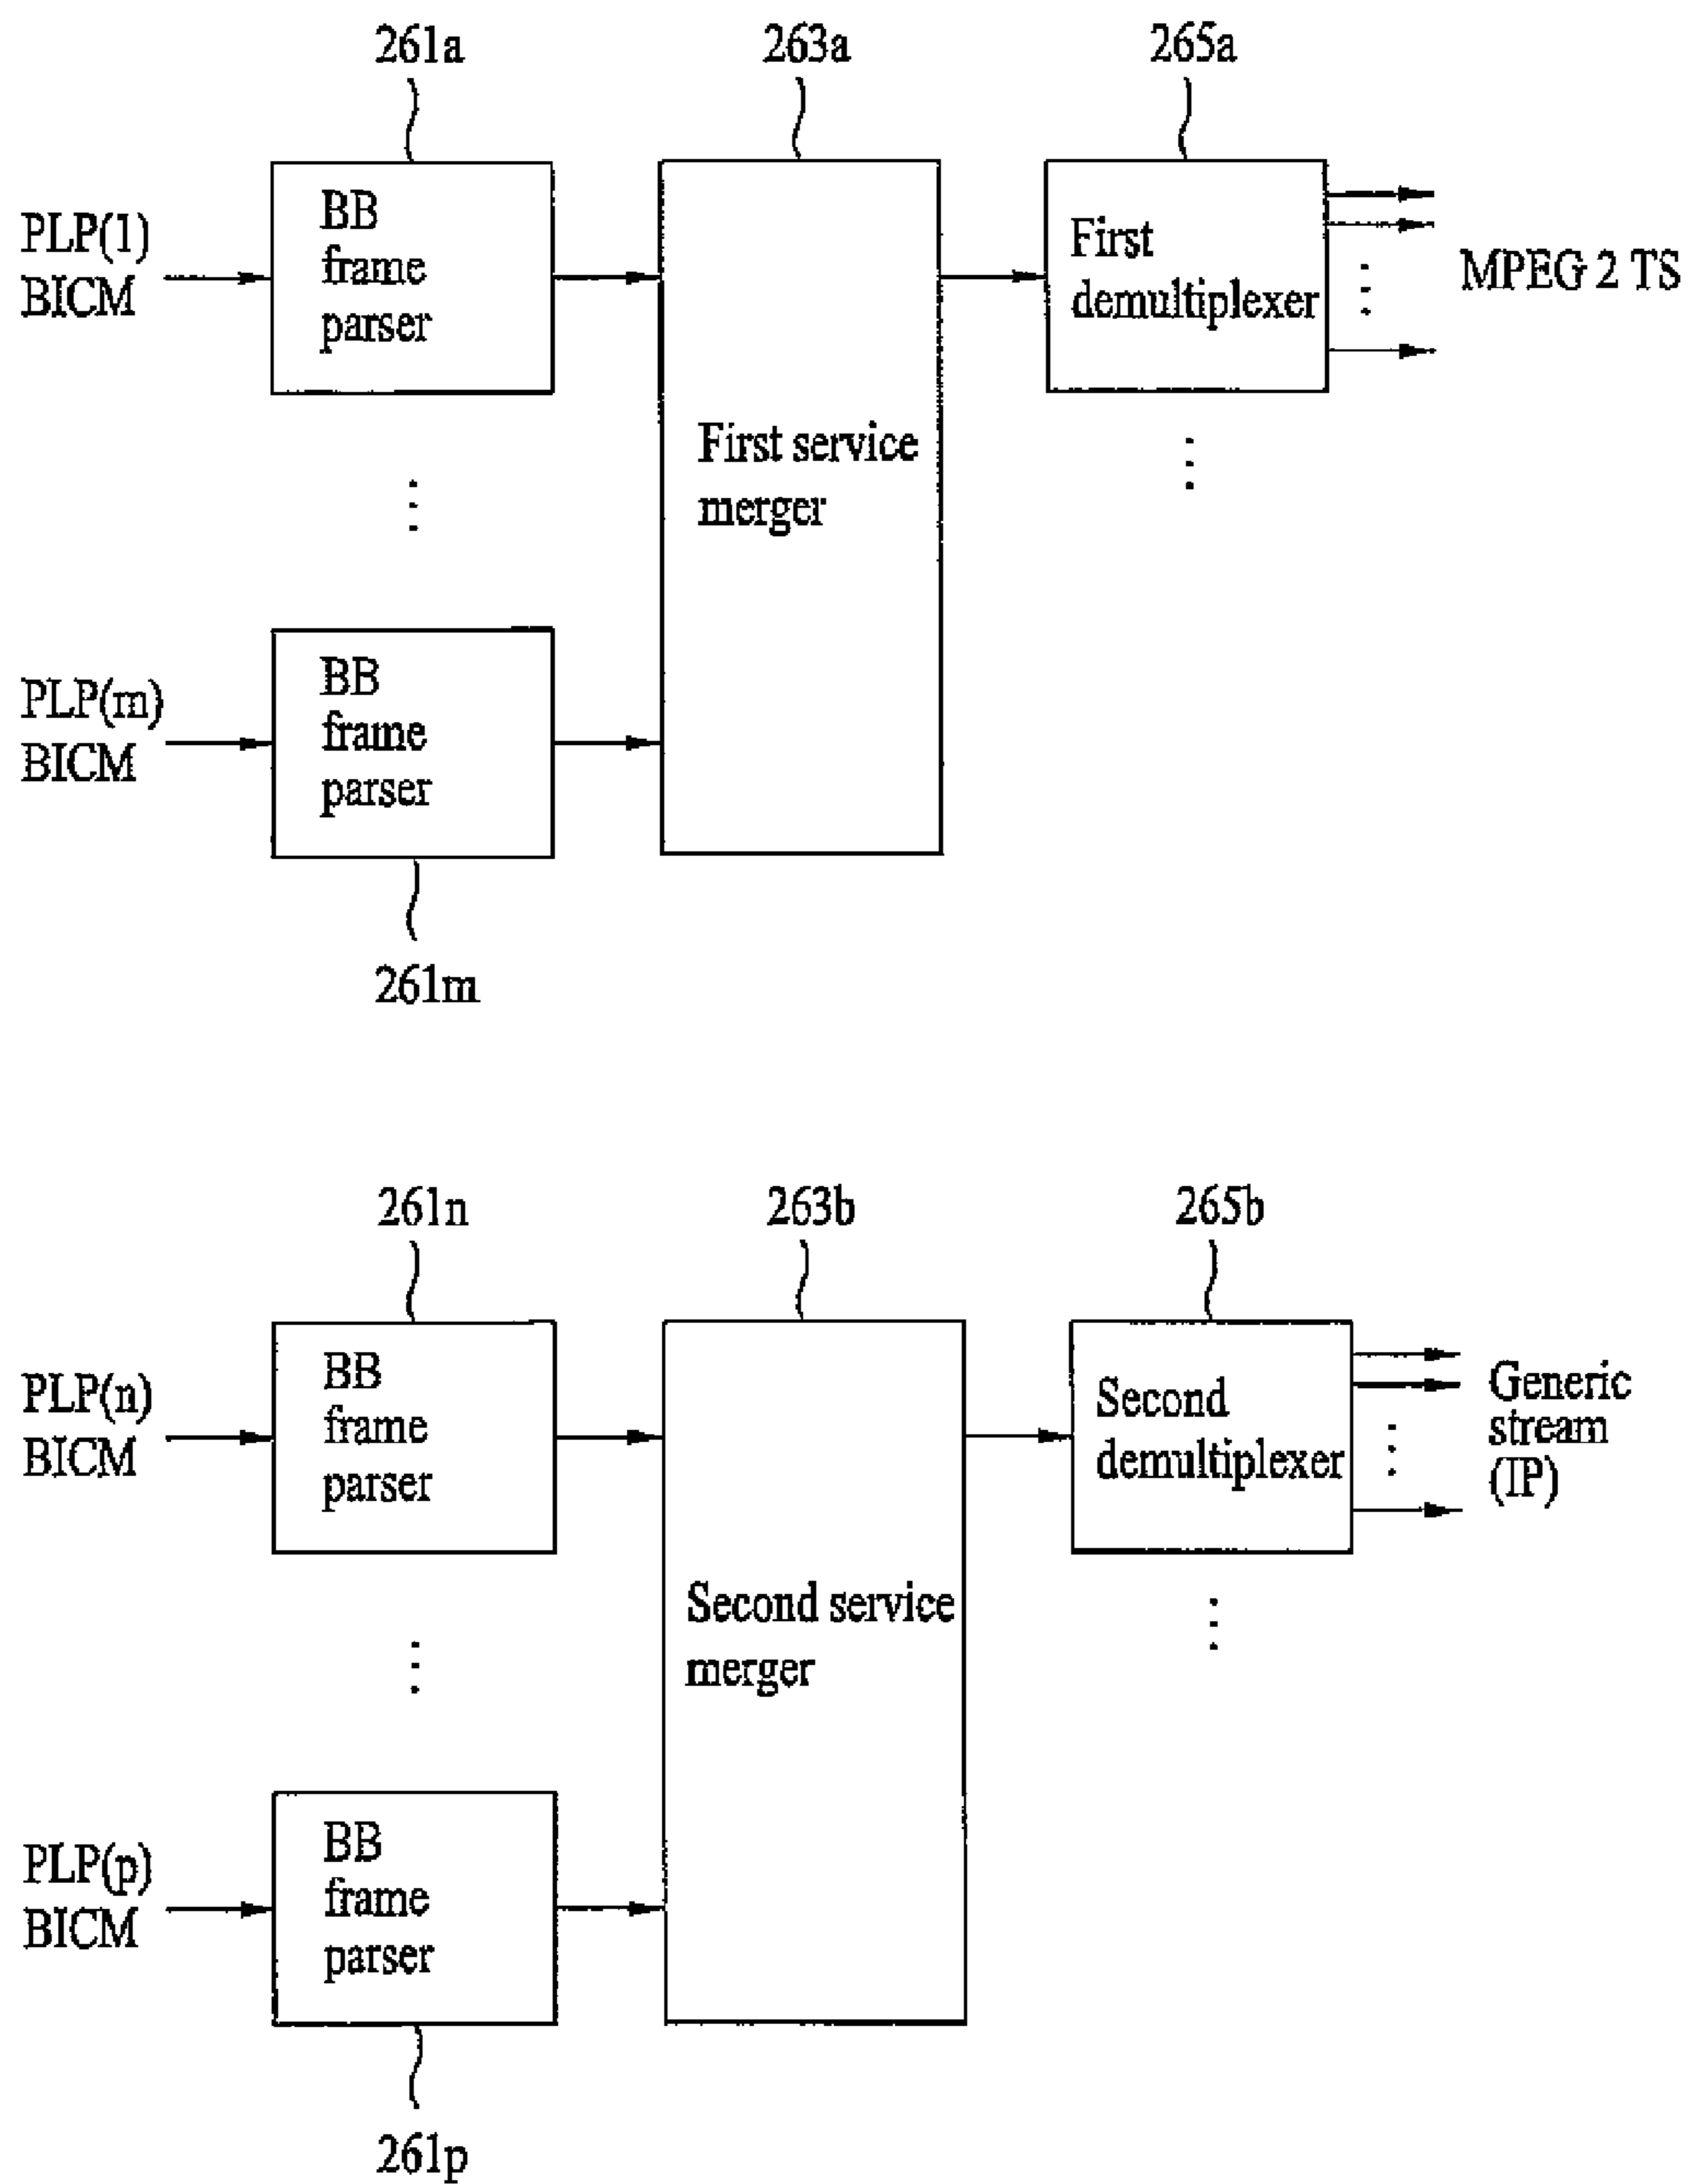 261a
263a
265a
PLP(1)
BICM
BB
frame
parser
First service
merger
First
demultiplexer
MPEG 2 TS
PLP(m)
BICM
BB
frame
parser
261m
261n
263b
265b
PLP(n)
BICM
BB
frame
parser
Second service
merger
Second
demultiplexer
Generic
stream
(IP)
PLP(p)
BICM
BB
frame
parser
261p